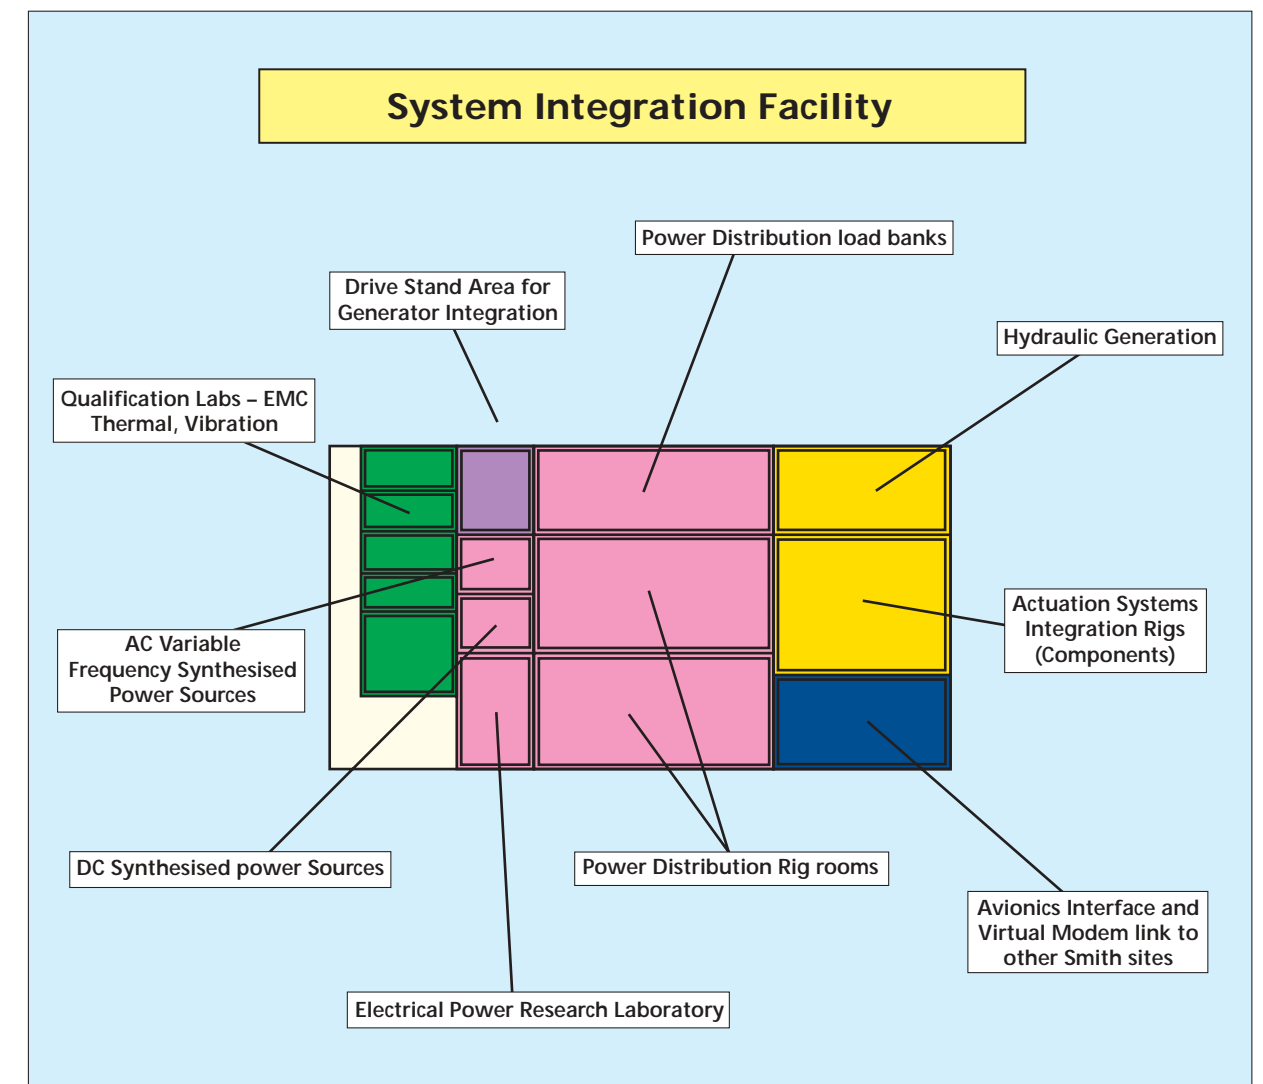 System Integration Facility
Power Distribution load banks
Drive Stand Area for
Generator Integration
Hydraulic Generation
Qualification Labs – EMC
Thermal, Vibration
Actuation Systems
Integration Rigs
(Components)
AC Variable
Frequency Synthesised
Power Sources
DC Synthesised power Sources
Power Distribution Rig rooms
Avionics Interface and
Virtual Modem link to
other Smith sites
Electrical Power Research Laboratory